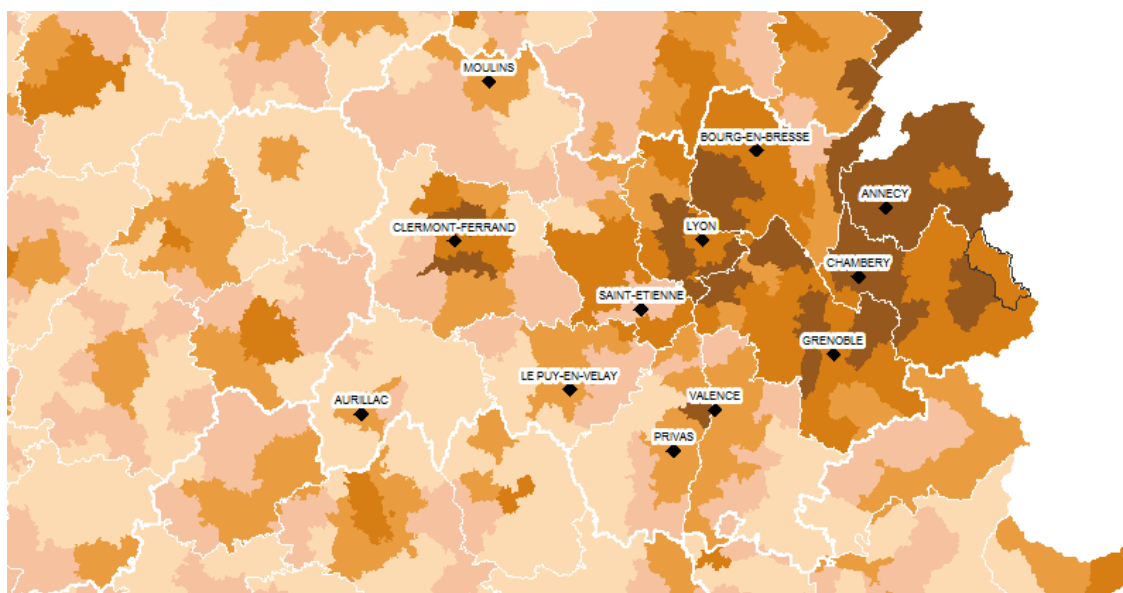 MOULINS
BOURG-EN-BRESSE
ANNECY
CLERMONT-FERRAND
LYON
CHAMBERY
SAINT-ETIENNE
GRENOBLE
LE PUY-EN-VELAY
AURILLAC
VALENCE
PRIVAS